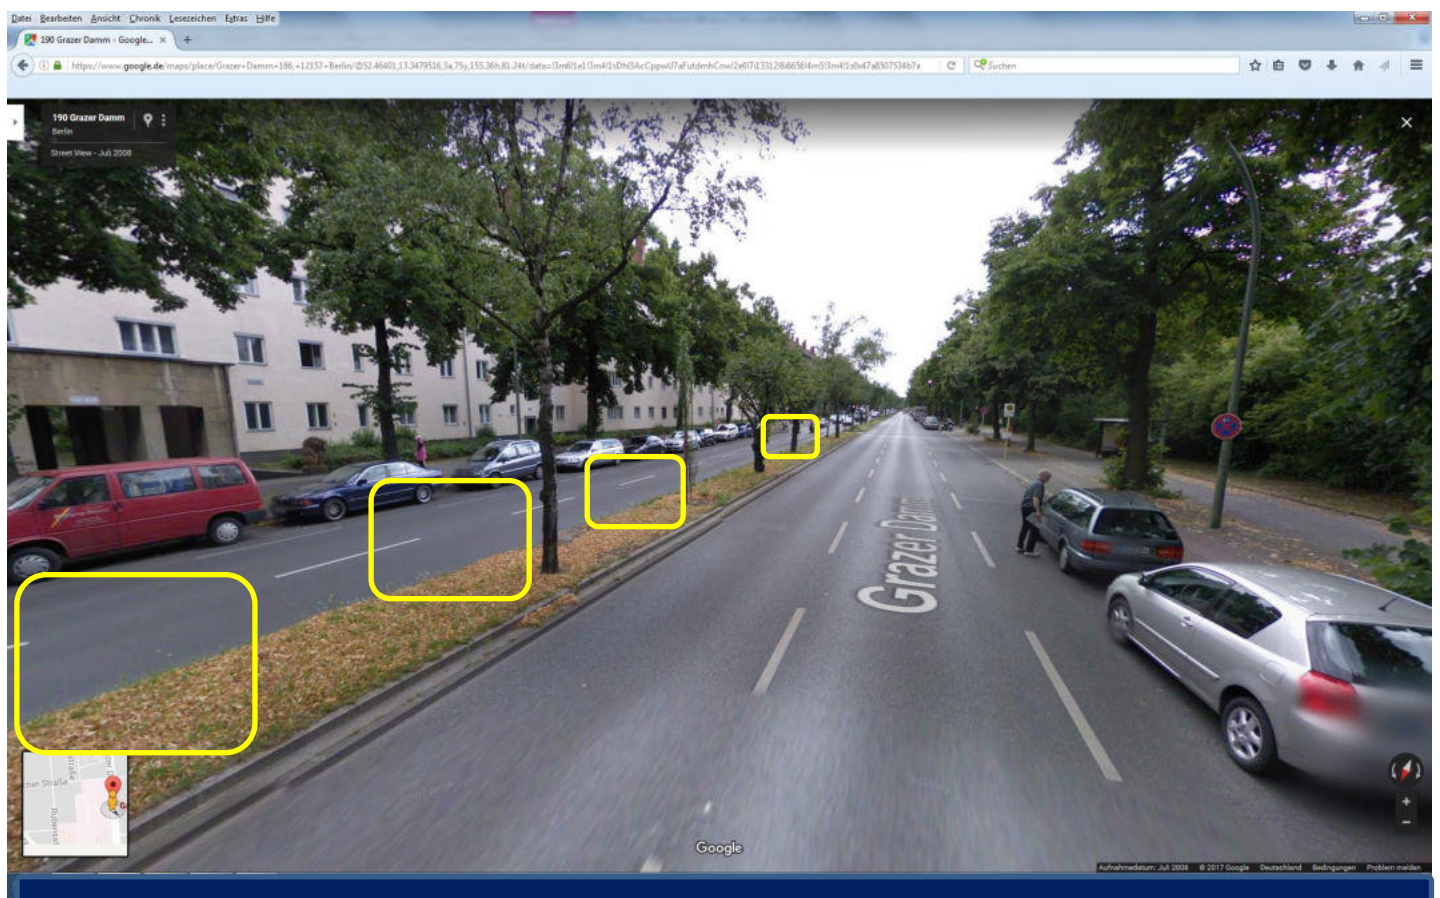 Datei Bearbeiten Ansicht Chronik Lesezeichen Extras Hilfe
190 Grazer Damm - Google... × +
Suchen
190 Grazer Damm
Berlin
Street View - Juli 2008
Grazer Damm
Google
Aufnahmedatum: Juli 2008 © 2017 Google Deutschland Bedingungen Problem melden